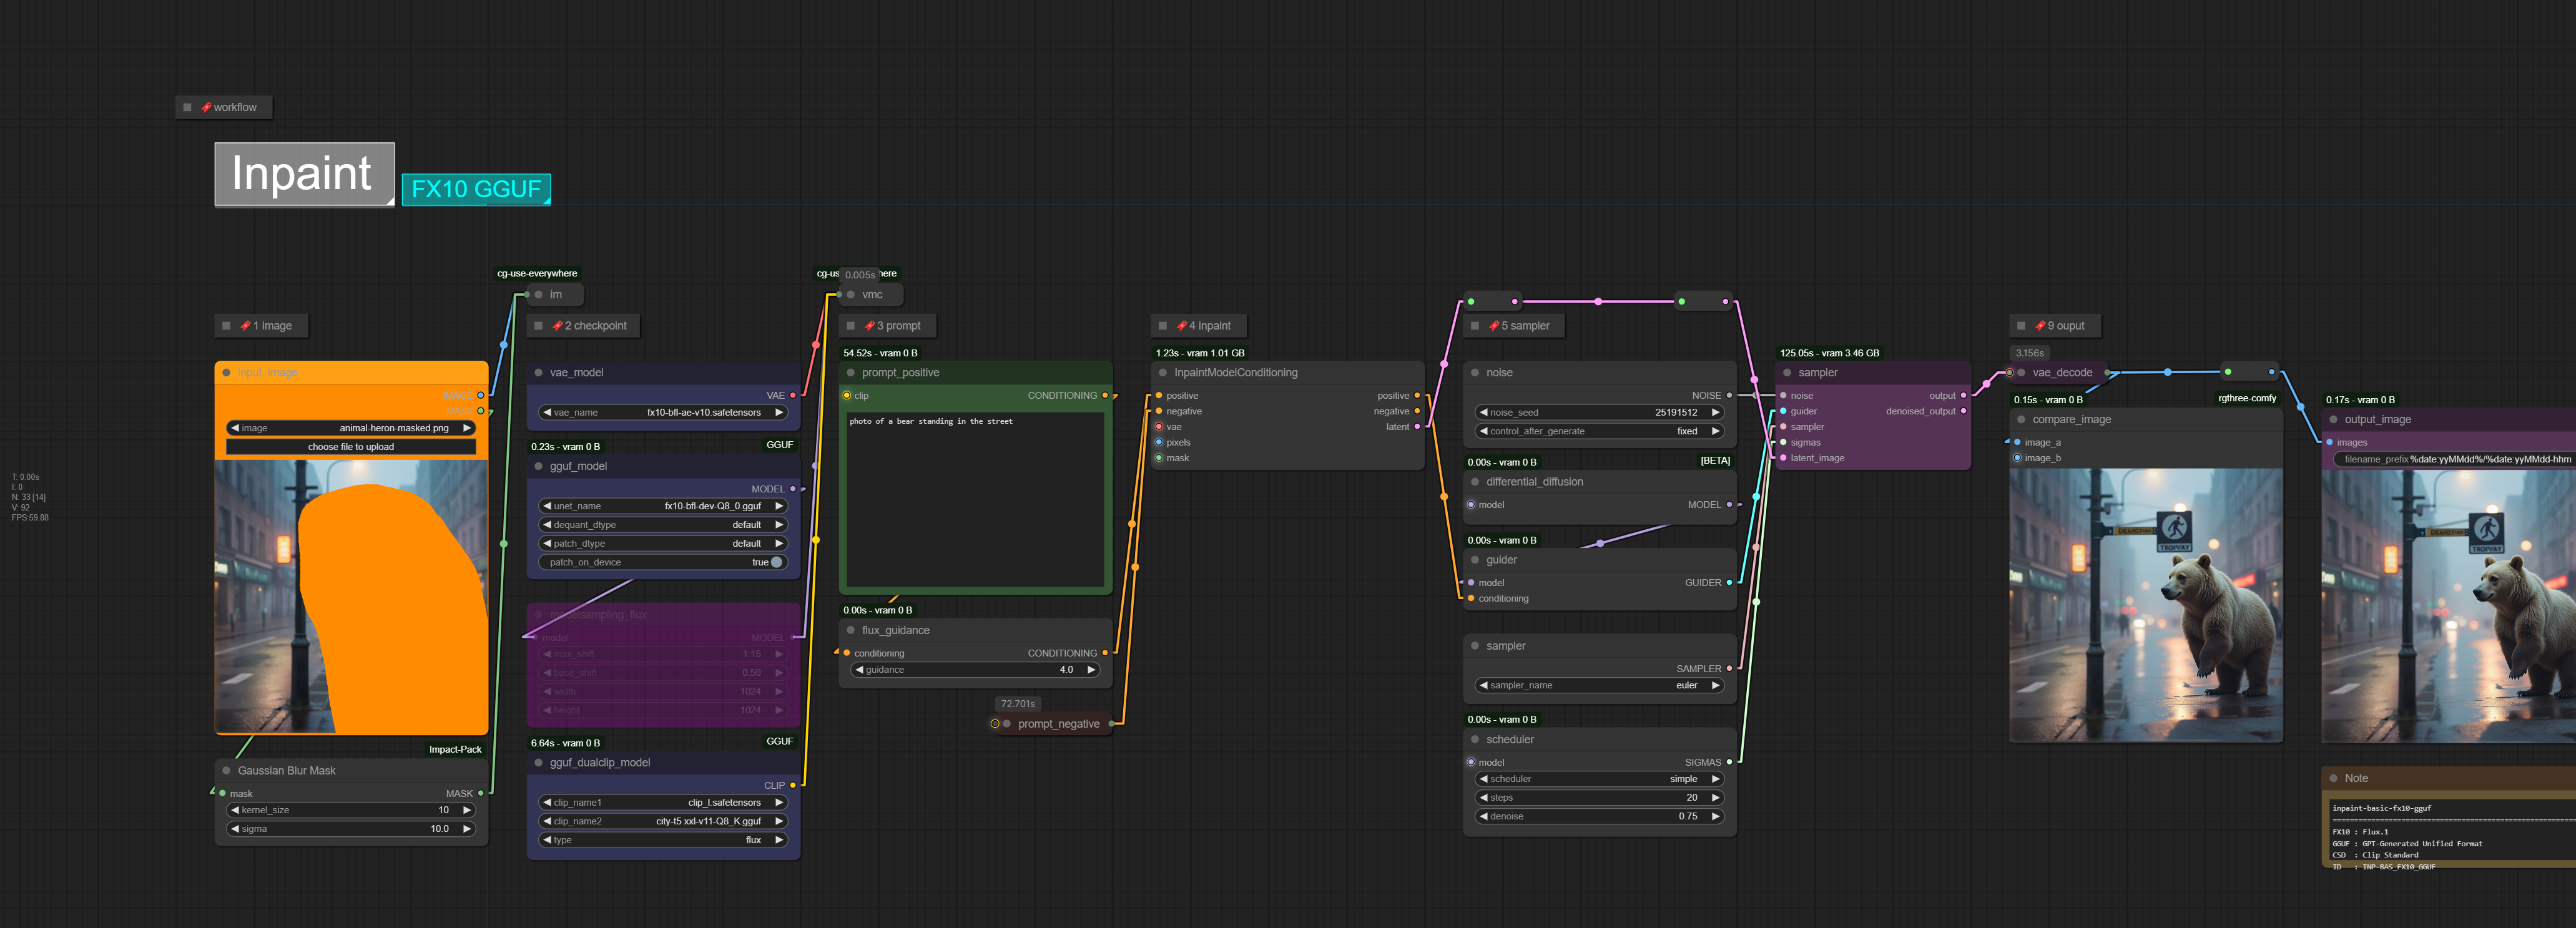 workflow
Inpaint
FX10 GGUF
cg-use-everywhere
im
1 image
input_image
IMAGE
MASK
image animal-heron-masked.png
choose file to upload
Impact-Pack
Gaussian Blur Mask
mask MASK
kernel_size 10
sigma 10.0
T: 0.00s
I: 0
N: 33 [14]
V: 92
FPS:59.88
2 checkpoint
vae_model
VAE
vae_name fx10-bfl-ae-v10.safetensors
0.23s - vram 0 B GGUF
gguf_model
MODEL
unet_name fx10-bfl-dev-Q8_0.gguf
dequant_dtype default
patch_dtype default
patch_on_device true
modelsampling_flux
model MODEL
max_shift 1.15
base_shift 0.50
width 1024
height 1024
6.64s - vram 0 B GGUF
gguf_dualclip_model
CLIP
clip_name1 clip_l.safetensors
clip_name2 city-t5 xxl-v11-Q8_K.gguf
type flux
cg-us here
0.005s
vmc
3 prompt
54.52s - vram 0 B
prompt_positive
clip CONDITIONING
photo of a bear standing in the street
0.00s - vram 0 B
flux_guidance
conditioning CONDITIONING
guidance 4.0
72.701s
prompt_negative
4 inpaint
1.23s - vram 1.01 GB
InpaintModelConditioning
positive positive
negative negative
vae latent
pixels
mask
5 sampler
noise
NOISE
noise_seed 25191512
control_after_generate fixed
0.00s - vram 0 B [BETA]
differential_diffusion
model MODEL
0.00s - vram 0 B
guider
model GUIDER
conditioning
sampler
SAMPLER
sampler_name euler
0.00s - vram 0 B
scheduler
model SIGMAS
scheduler simple
steps 20
denoise 0.75
125.05s - vram 3.46 GB
sampler
noise output
guider denoised_output
sampler
sigmas
latent_image
9 ouput
3.156s
vae_decode
0.15s - vram 0 B rgthree-comfy
compare_image
image_a
image_b
0.17s - vram 0 B
output_image
images
filename_prefix %date:yyMMdd%/%date:yyMMdd-hhm
Note
inpaint-basic-fx10-gguf
FX10 : Flux.1
GGUF : GPT-Generated Unified Format
CSD : Clip Standard
ID : INP-BAS_FX10_GGUF